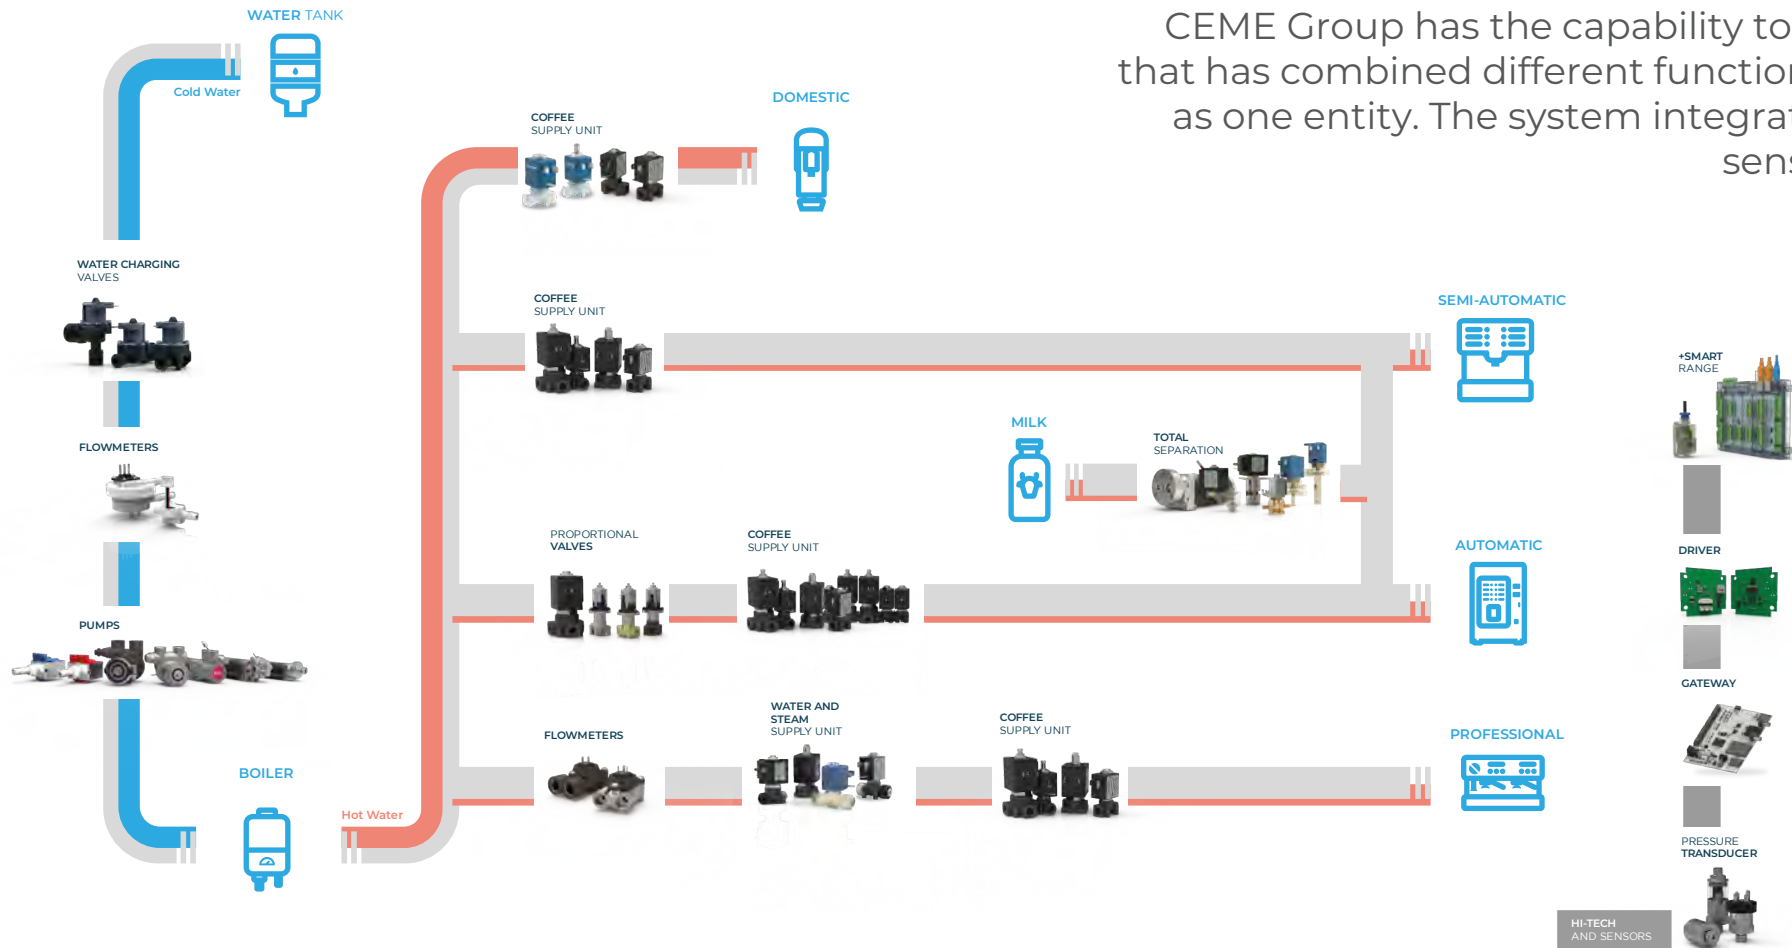 WATER TANK
CEME Group has the capability to
that has combined different function
as one entity. The system integrat
sens
Cold Water
DOMESTIC
COFFEE
SUPPLY UNIT
WATER CHARGING
VALVES
COFFEE
SUPPLY UNIT
SEMI-AUTOMATIC
+SMART
RANGE
MILK
TOTAL
SEPARATION
FLOWMETERS
PROPORTIONAL
VALVES
COFFEE
SUPPLY UNIT
AUTOMATIC
DRIVER
PUMPS
GATEWAY
FLOWMETERS
WATER AND
STEAM
SUPPLY UNIT
COFFEE
SUPPLY UNIT
PROFESSIONAL
BOILER
Hot Water
PRESSURE
TRANSDUCER
HI-TECH
AND SENSORS